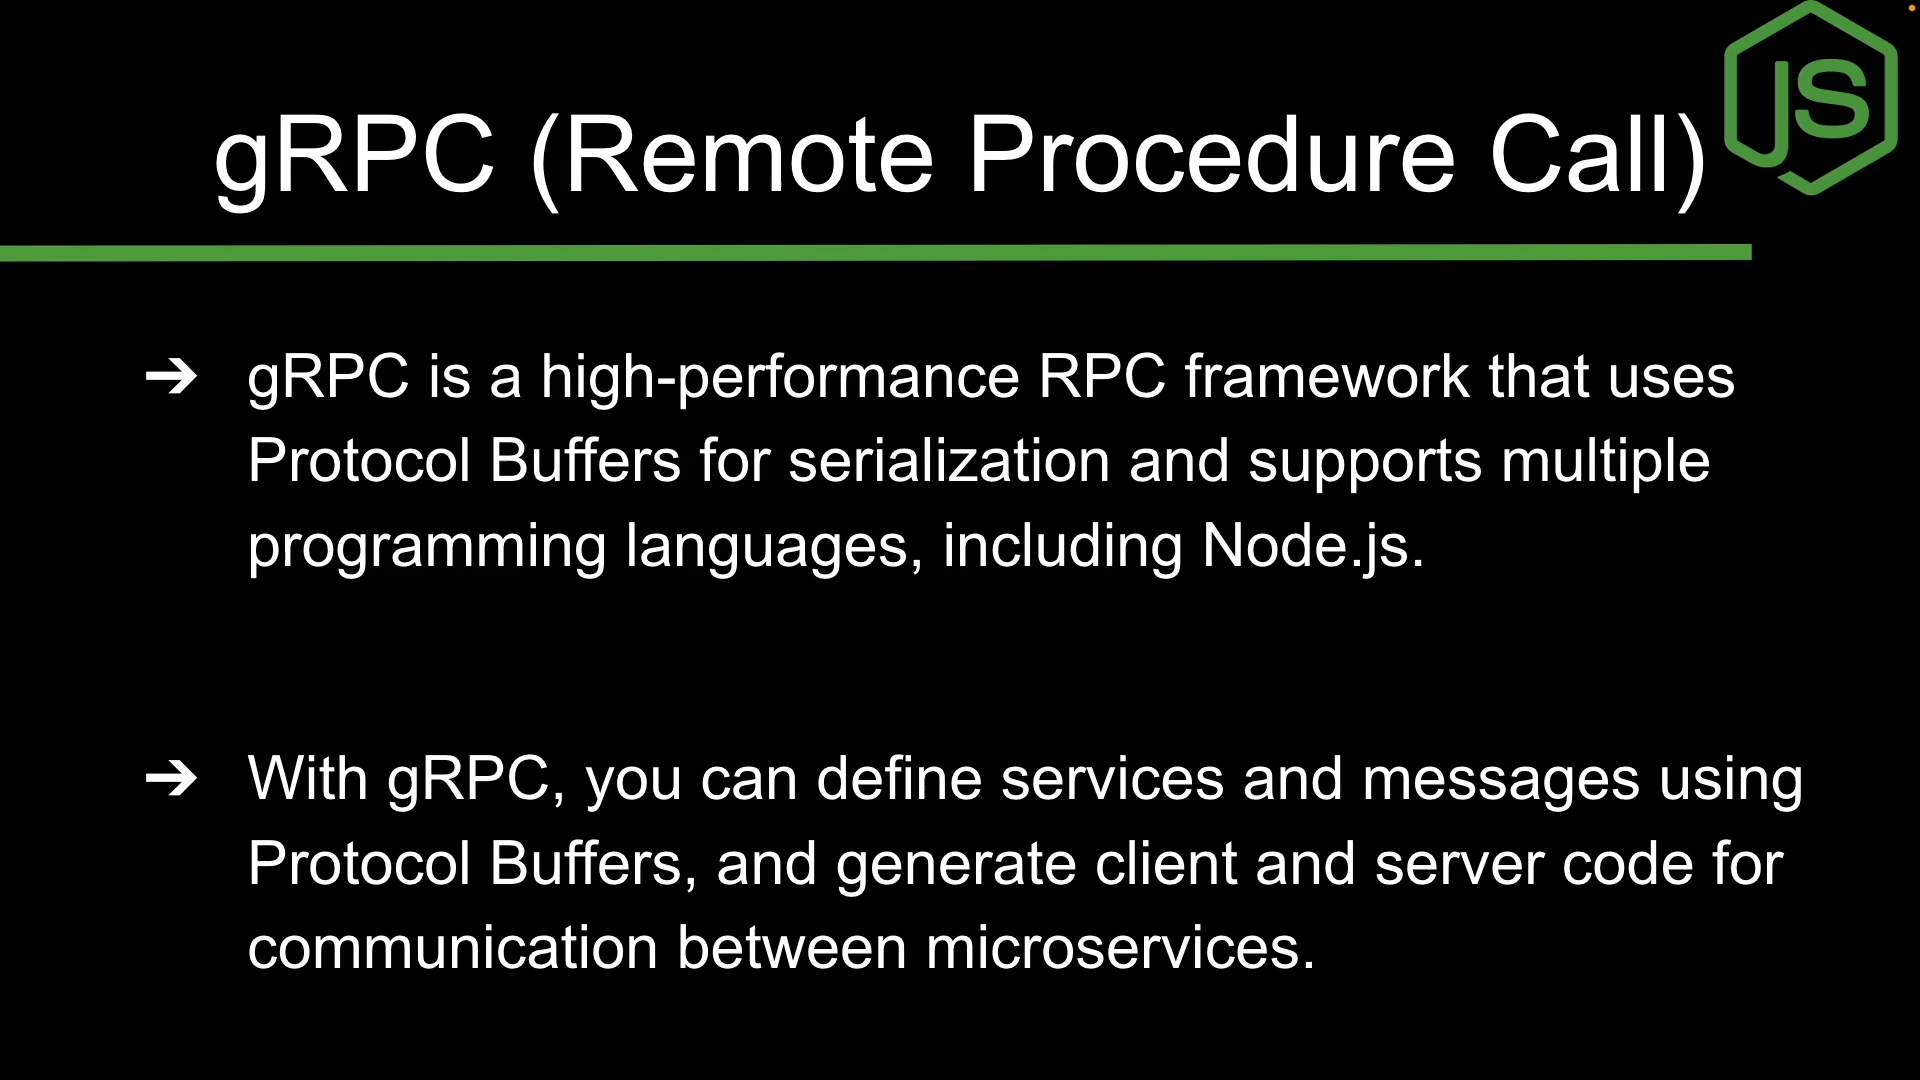 JS
gRPC (Remote Procedure Call)
➔ gRPC is a high-performance RPC framework that uses
Protocol Buffers for serialization and supports multiple
programming languages, including Node.js.
➔ With gRPC, you can define services and messages using
Protocol Buffers, and generate client and server code for
communication between microservices.